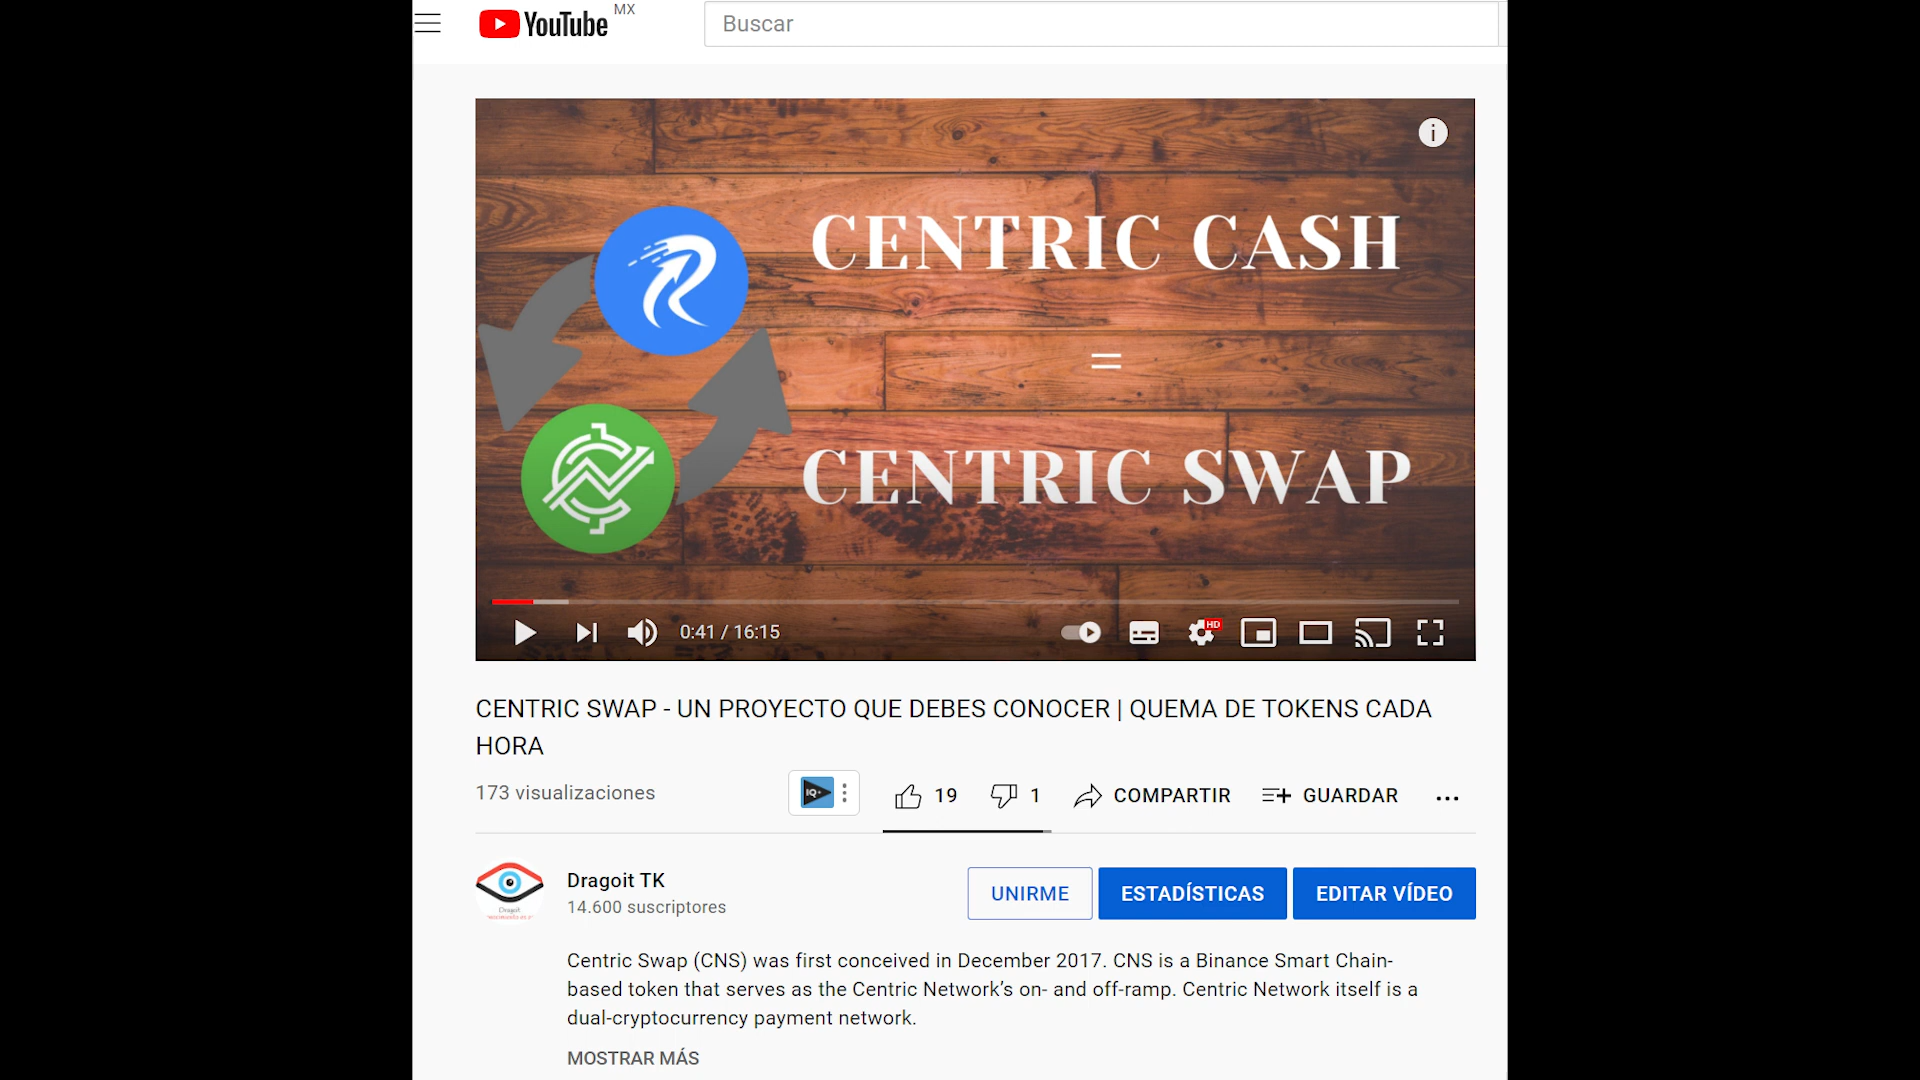 YouTube MX
Buscar
i
CENTRIC CASH
=
CENTRIC SWAP
0:41 / 16:15
HD
CENTRIC SWAP - UN PROYECTO QUE DEBES CONOCER | QUEMA DE TOKENS CADA
HORA
173 visualizaciones
IQ
19
1
COMPARTIR
GUARDAR
Dragoit TK
14.600 suscriptores
Dragoit
UNIRME
ESTADÍSTICAS
EDITAR VÍDEO
Centric Swap (CNS) was first conceived in December 2017. CNS is a Binance Smart Chain-
based token that serves as the Centric Network’s on- and off-ramp. Centric Network itself is a
dual-cryptocurrency payment network.
MOSTRAR MÁS